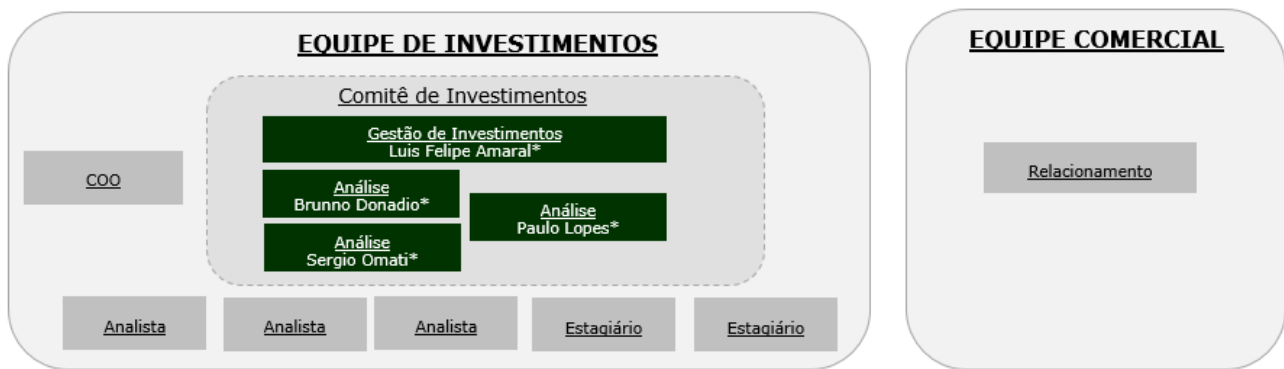 EQUIPE DE INVESTIMENTOS
Comitê de Investimentos
Gestão de Investimentos
Luis Felipe Amaral*
COO
Análise
Brunno Donadio*
Análise
Paulo Lopes*
Análise
Sergio Omati*
Analista
Analista
Analista
Estagiário
Estagiário
EQUIPE COMERCIAL
Relacionamento